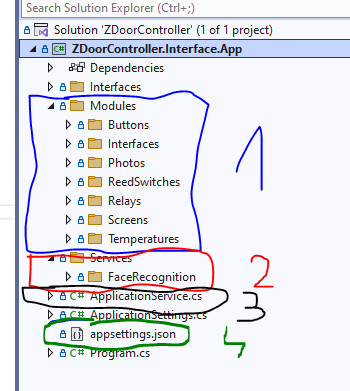 Search Solution Explorer (Ctrl+;)
Solution 'ZDoorController' (1 of 1 project)
ZDoorController.Interface.App
Dependencies
Interfaces
Modules
Buttons
Interfaces
Photos
ReedSwitches
Relays
Screens
Temperatures
1
Services
2
FaceRecognition
ApplicationService.cs
3
ApplicationSettings.cs
appsettings.json
4
Program.cs